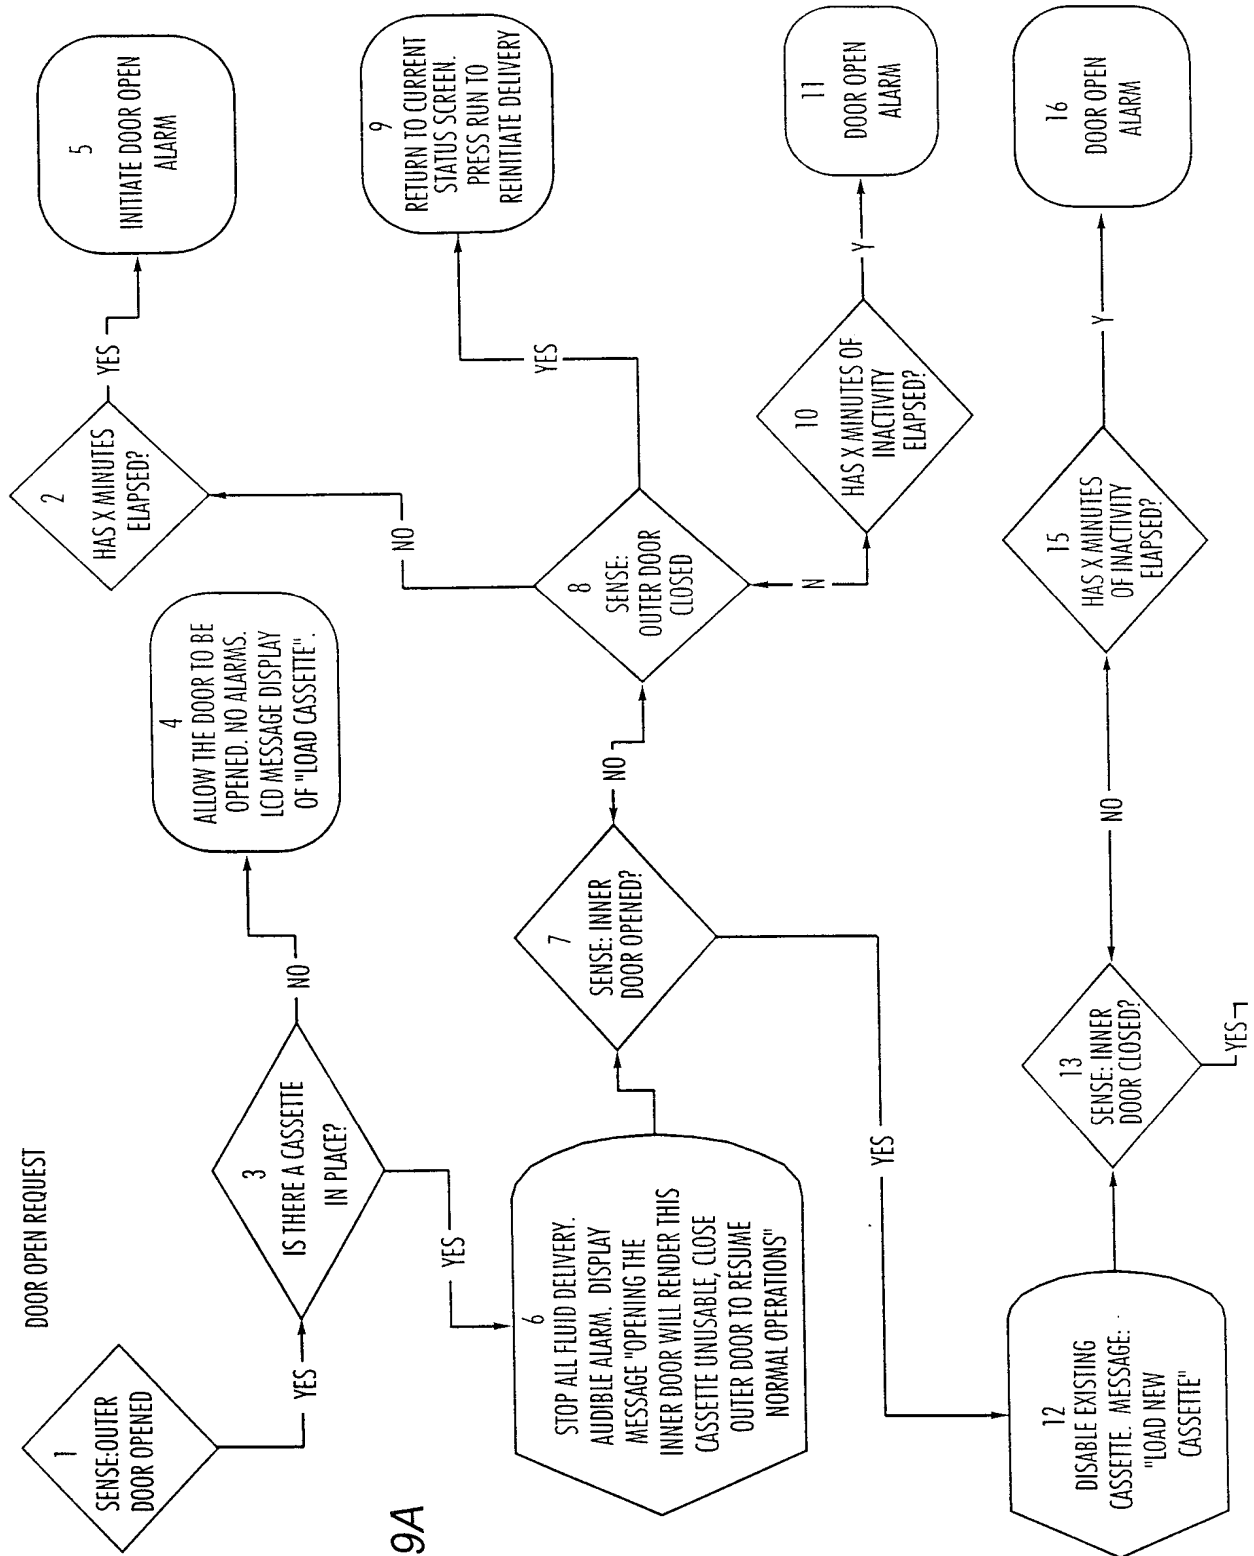 DOOR OPEN REQUEST
1
SENSE:OUTER
DOOR OPENED
YES
3
IS THERE A CASSETTE
IN PLACE?
NO
4
ALLOW THE DOOR TO BE
OPENED. NO ALARMS.
LCD MESSAGE DISPLAY
OF "LOAD CASSETTE".
2
HAS X MINUTES
ELAPSED?
YES
5
INITIATE DOOR OPEN
ALARM
YES
6
STOP ALL FLUID DELIVERY.
AUDIBLE ALARM. DISPLAY
MESSAGE "OPENING THE
INNER DOOR WILL RENDER THIS
CASSETTE UNUSABLE, CLOSE
OUTER DOOR TO RESUME
NORMAL OPERATIONS"
7
SENSE: INNER
DOOR OPENED?
NO
8
SENSE:
OUTER DOOR
CLOSED
NO
YES
9
RETURN TO CURRENT
STATUS SCREEN.
PRESS RUN TO
REINITIATE DELIVERY
N
10
HAS X MINUTES OF
INACTIVITY
ELAPSED?
Y
11
DOOR OPEN
ALARM
YES
12
DISABLE EXISTING
CASSETTE. MESSAGE:
"LOAD NEW
CASSETTE"
13
SENSE: INNER
DOOR CLOSED?
YES
NO
15
HAS X MINUTES
OF INACTIVITY
ELAPSED?
Y
16
DOOR OPEN
ALARM
9A